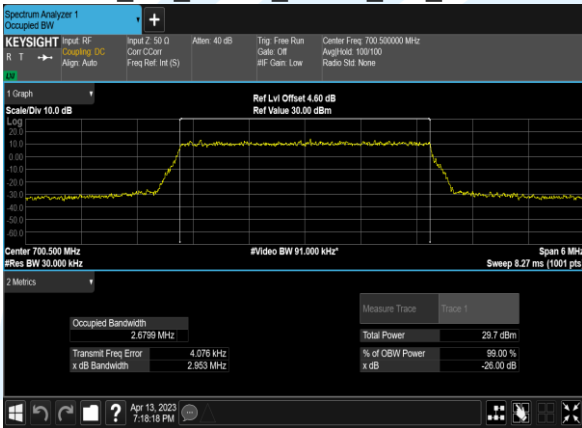 Spectrum Analyzer 1
Occupied BW
KEYSIGHT Input: RF Input Z: 50 Ω Atten: 40 dB Trig: Free Run Center Freq: 700.500000 MHz
R T Coupling: DC Corr CCorr Gate: Off Avg|Hold: 100/100
Align: Auto Freq Ref: Int (S) #IF Gain: Low Radio Std: None
LXI
1 Graph
Ref Lvl Offset 4.60 dB
Scale/Div 10.0 dB Ref Value 30.00 dBm
Log
20.0
10.0
0.00
-10.0
-20.0
-30.0
-40.0
-50.0
-60.0
Center 700.500 MHz #Video BW 91.000 kHz* Span 6 MHz
#Res BW 30.000 kHz Sweep 8.27 ms (1001 pts
2 Metrics
Measure Trace Trace 1
Occupied Bandwidth
2.6799 MHz Total Power 29.7 dBm
Transmit Freq Error 4.076 kHz % of OBW Power 99.00 %
x dB Bandwidth 2.953 MHz x dB -26.00 dB
? Apr 13, 2023
7:18:18 PM